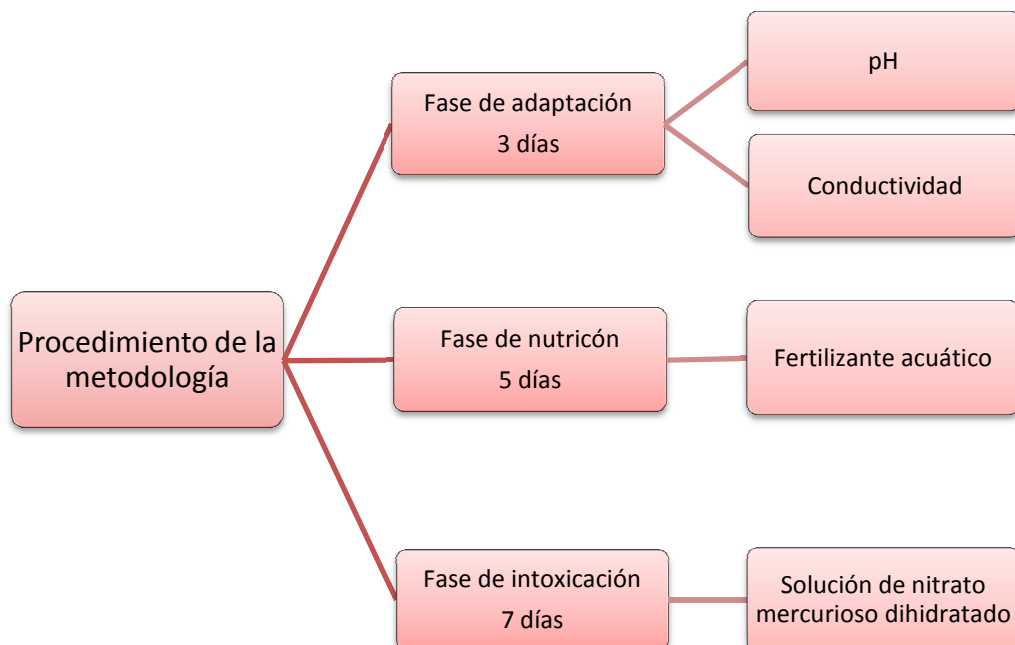 Procedimiento de la
metodología
Fase de adaptación
3 días
pH
Conductividad
Fase de nutricón
5 días
Fertilizante acuático
Fase de intoxicación
7 días
Solución de nitrato
mercurioso dihidratado